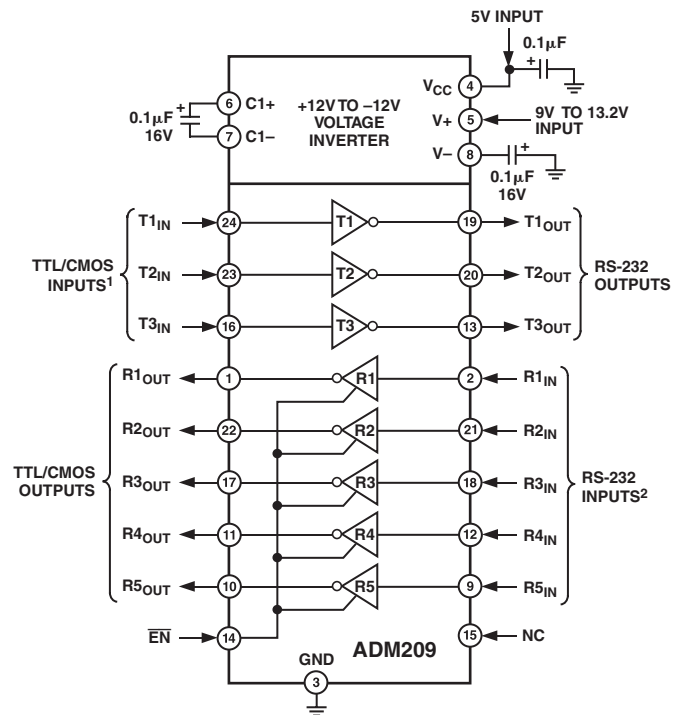 5V INPUT
0.1μF
+
VCC
4
6
C1+
+12V TO –12V
VOLTAGE
INVERTER
V+
5
9V TO 13.2V
INPUT
+
0.1μF
16V
7
C1–
V–
8
+
0.1μF
16V
T1IN
24
T1
19
T1OUT
TTL/CMOS
INPUTS1
T2IN
23
T2
20
T2OUT
RS-232
OUTPUTS
T3IN
16
T3
13
T3OUT
R1OUT
1
R1
2
R1IN
R2OUT
22
R2
21
R2IN
TTL/CMOS
OUTPUTS
R3OUT
17
R3
18
R3IN
RS-232
INPUTS2
R4OUT
11
R4
12
R4IN
R5OUT
10
R5
9
R5IN
EN
14
15
NC
GND
ADM209
3